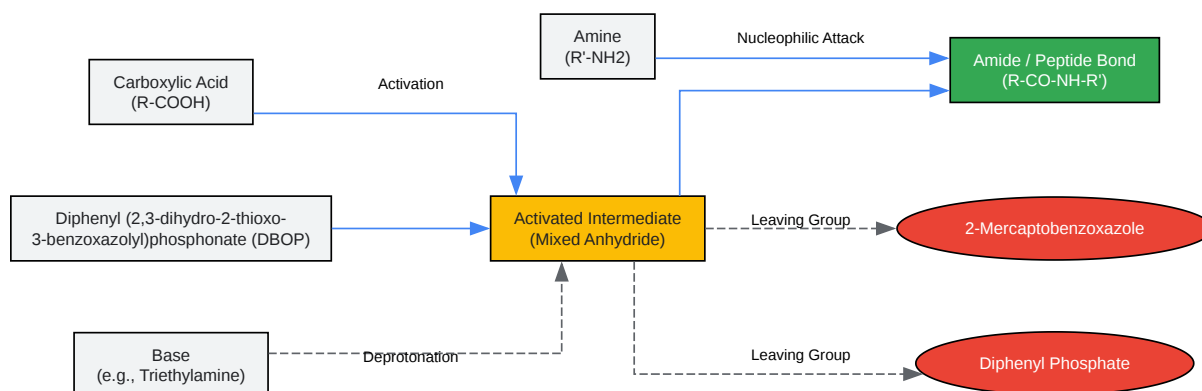 Amine
(R'-NH2)
Nucleophilic Attack
Amide / Peptide Bond
(R-CO-NH-R')
Carboxylic Acid
(R-COOH)
Activation
Diphenyl (2,3-dihydro-2-thioxo-
3-benzoxazolyl)phosphonate (DBOP)
Activated Intermediate
(Mixed Anhydride)
Leaving Group
2-Mercaptobenzoxazole
Base
(e.g., Triethylamine)
Deprotonation
Leaving Group
Diphenyl Phosphate